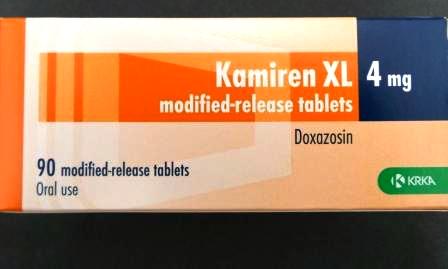 Kamiren XL 4 mg
modified-release tablets
Doxazosin
90 modified-release tablets
Oral use
KRKA